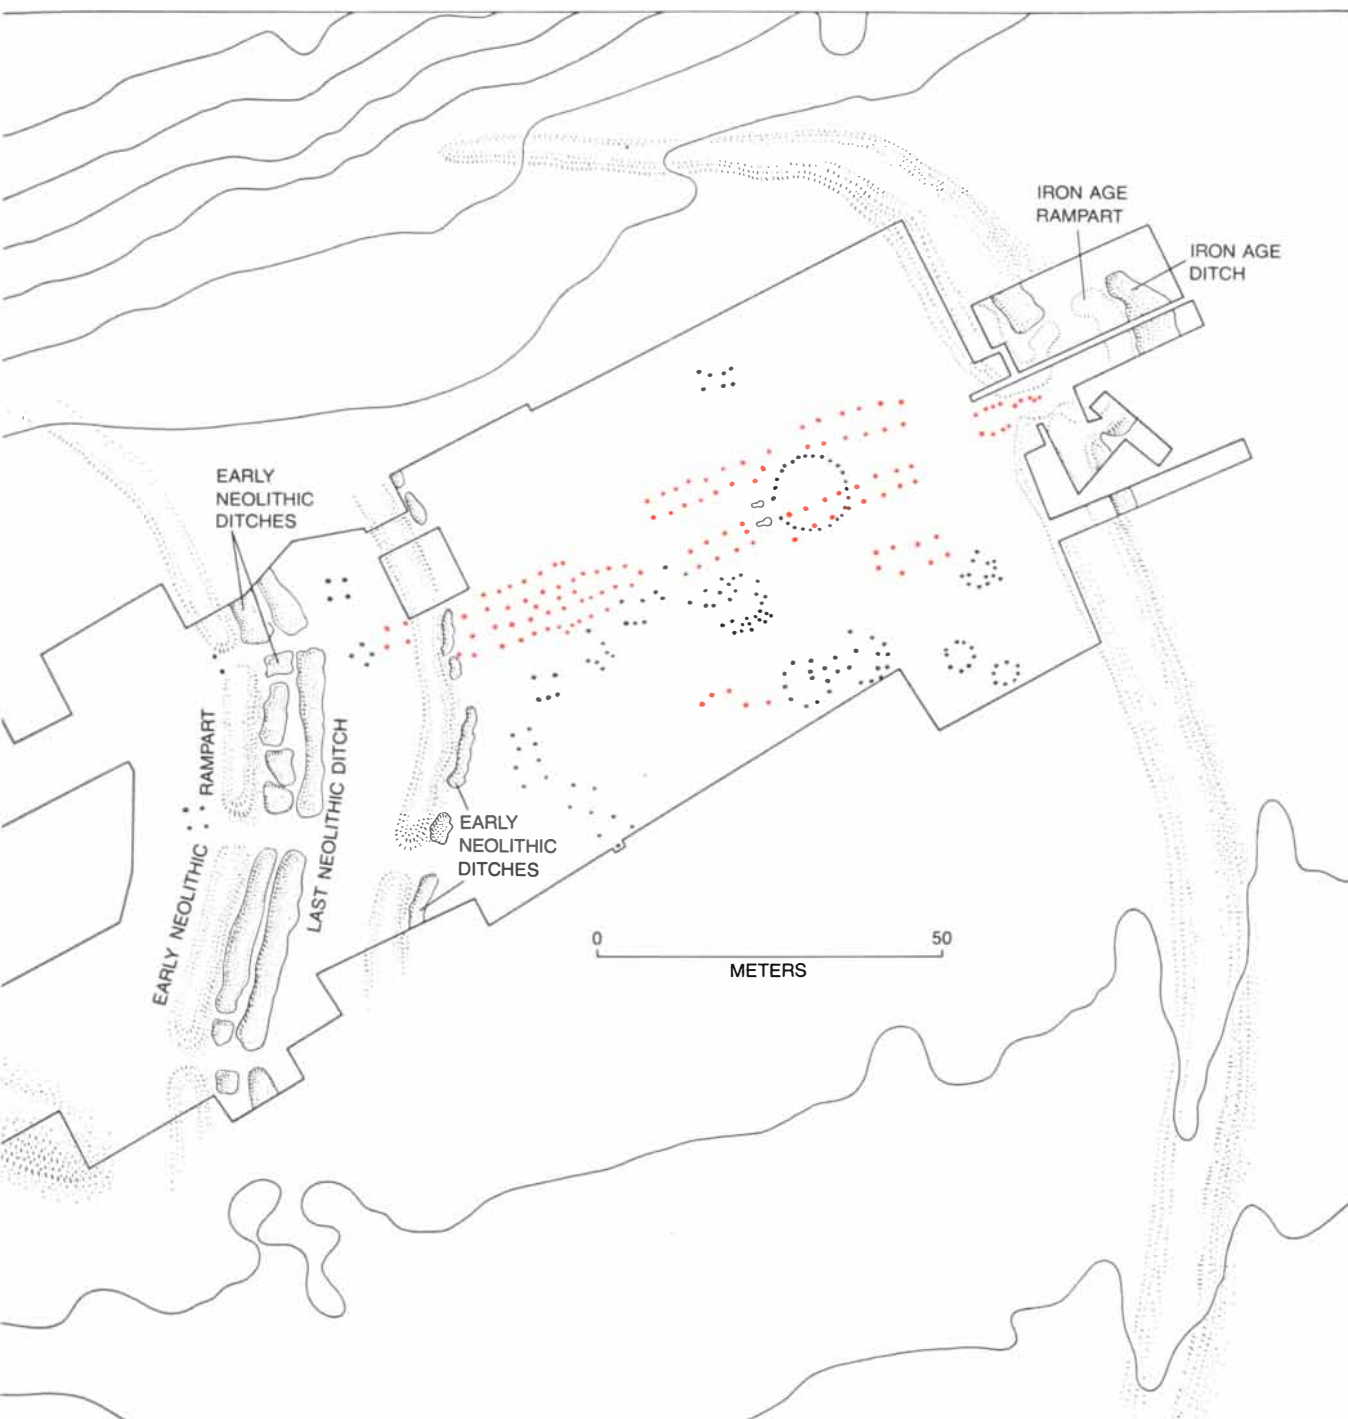 IRON AGE
RAMPART
IRON AGE
DITCH
EARLY
NEOLITHIC
DITCHES
EARLY NEOLITHIC RAMPART
LAST NEOLITHIC DITCH
EARLY
NEOLITHIC
DITCHES
0 50
METERS